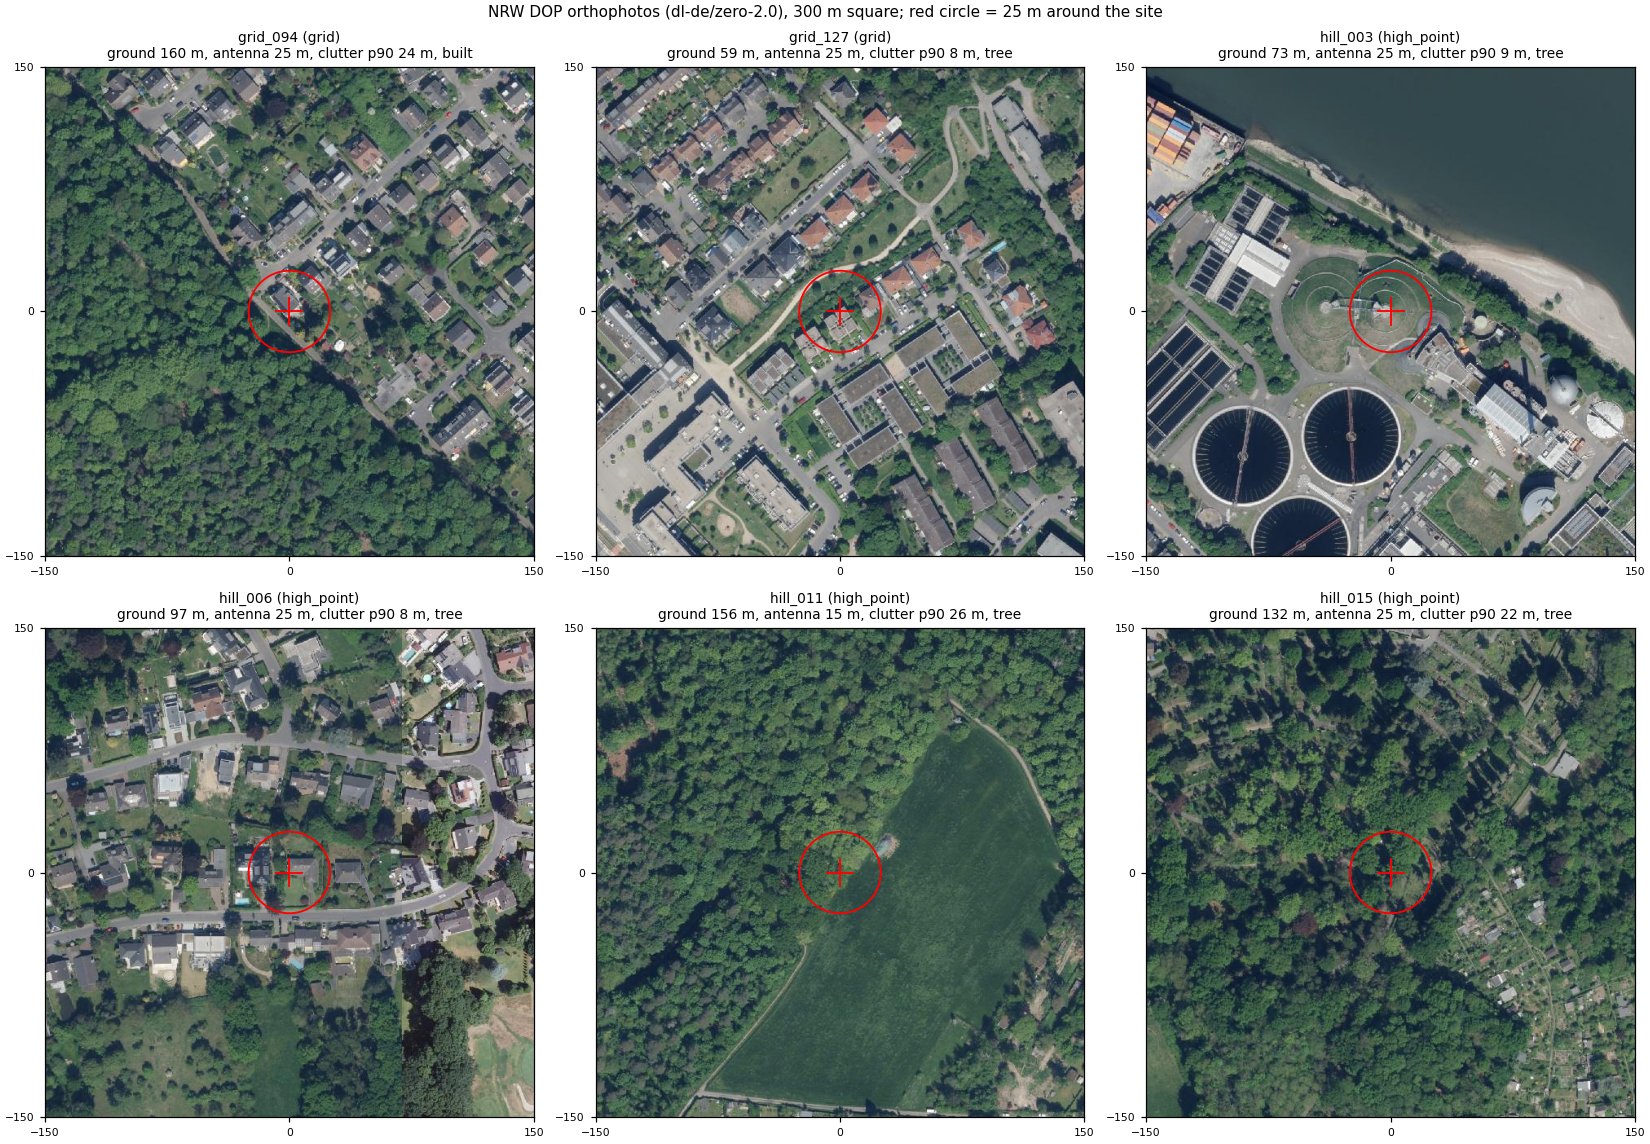 NRW DOP orthophotos (dl-de/zero-2.0), 300 m square; red circle = 25 m around the site
grid_094 (grid)
ground 160 m, antenna 25 m, clutter p90 24 m, built
150
0
−150
−150
0
150
grid_127 (grid)
ground 59 m, antenna 25 m, clutter p90 8 m, tree
150
0
−150
−150
0
150
hill_003 (high_point)
ground 73 m, antenna 25 m, clutter p90 9 m, tree
150
0
−150
−150
0
150
hill_006 (high_point)
ground 97 m, antenna 25 m, clutter p90 8 m, tree
150
0
−150
−150
0
150
hill_011 (high_point)
ground 156 m, antenna 15 m, clutter p90 26 m, tree
150
0
−150
−150
0
150
hill_015 (high_point)
ground 132 m, antenna 25 m, clutter p90 22 m, tree
150
0
−150
−150
0
150